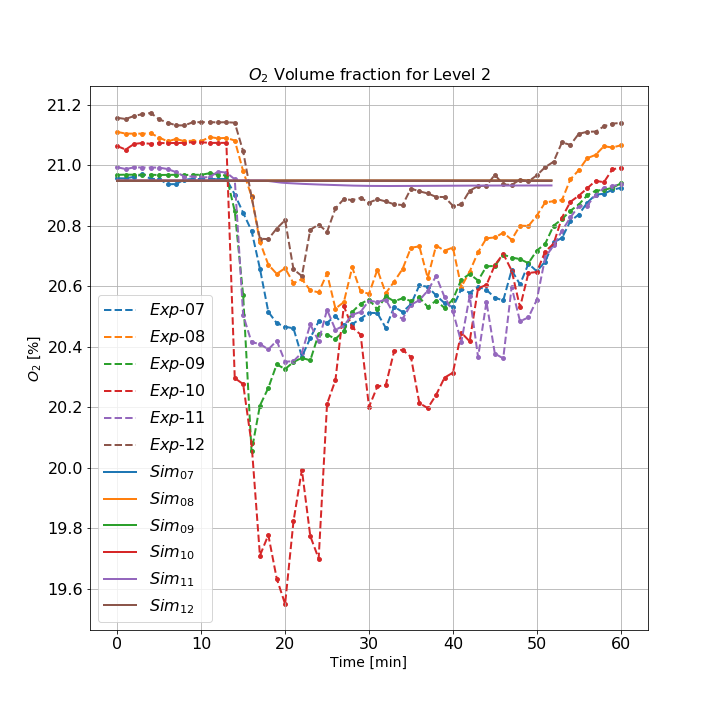 O2 Volume fraction for Level 2
21.2
21.0
20.8
20.6
20.4
20.2
20.0
19.8
19.6
O2 [%]
Exp-07
Exp-08
Exp-09
Exp-10
Exp-11
Exp-12
Sim07
Sim08
Sim09
Sim10
Sim11
Sim12
0 10 20 30 40 50 60
Time [min]